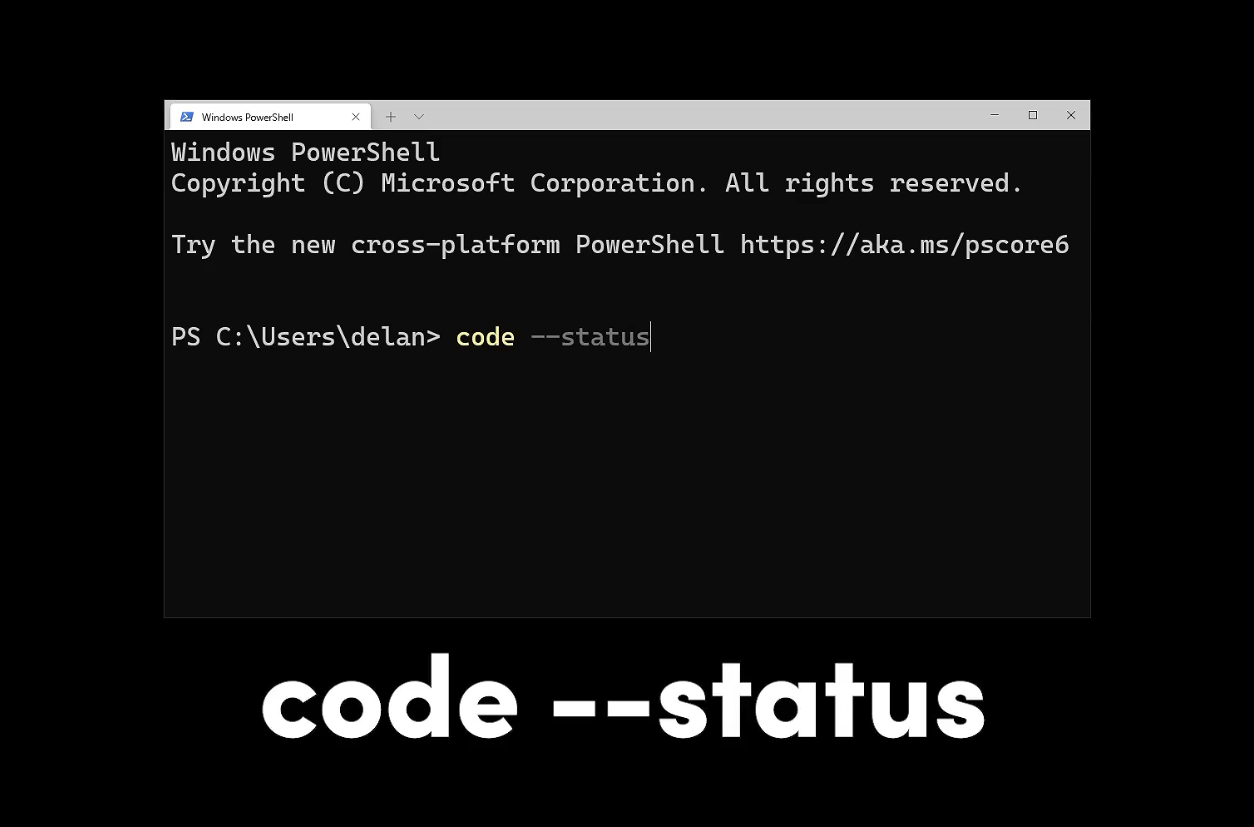 Windows PowerShell
Windows PowerShell
Copyright (C) Microsoft Corporation. All rights reserved.
Try the new cross-platform PowerShell https://aka.ms/pscore6
PS C:\Users\delan> code --status
code --status